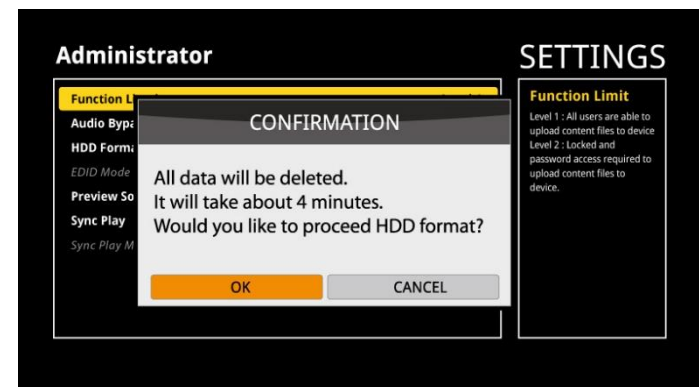 Administrator
SETTINGS
Function L
Audio Bypa
HDD Forma
EDID Mode
Preview So
Sync Play
Sync Play M
CONFIRMATION
All data will be deleted.
It will take about 4 minutes.
Would you like to proceed HDD format?
OK
CANCEL
Function Limit
Level 1 : All users are able to
upload content files to device
Level 2 : Locked and
password access required to
upload content files to
device.